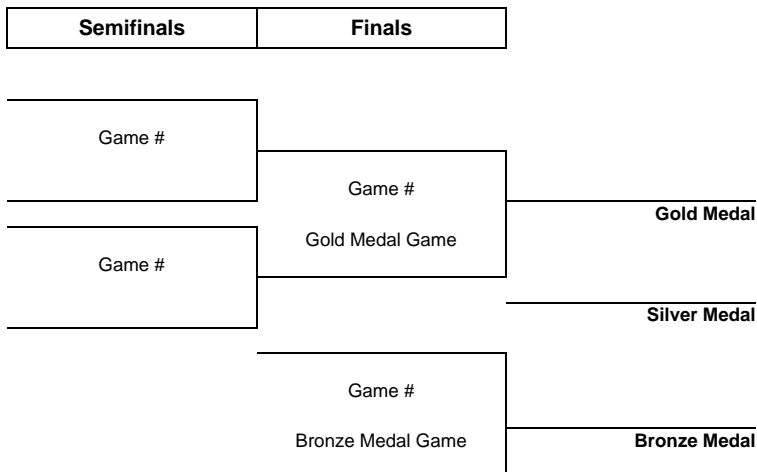 Semifinals Finals
Game #
Game #
Gold Medal
Gold Medal Game
Game #
Silver Medal
Game #
Bronze Medal Game Bronze Medal